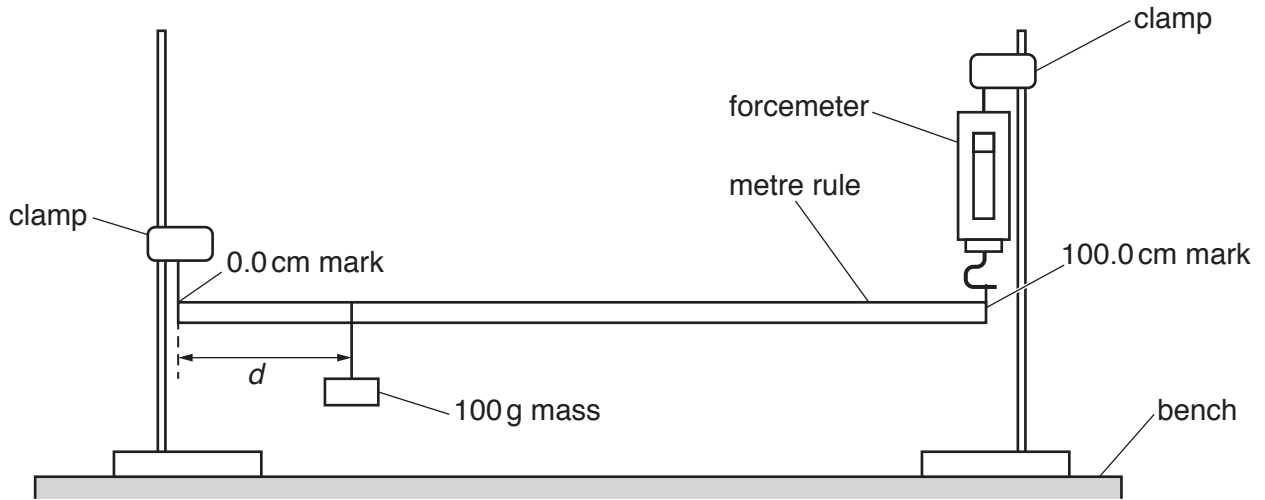 clamp
forcemeter
metre rule
clamp
0.0 cm mark
100.0 cm mark
d
100 g mass
bench